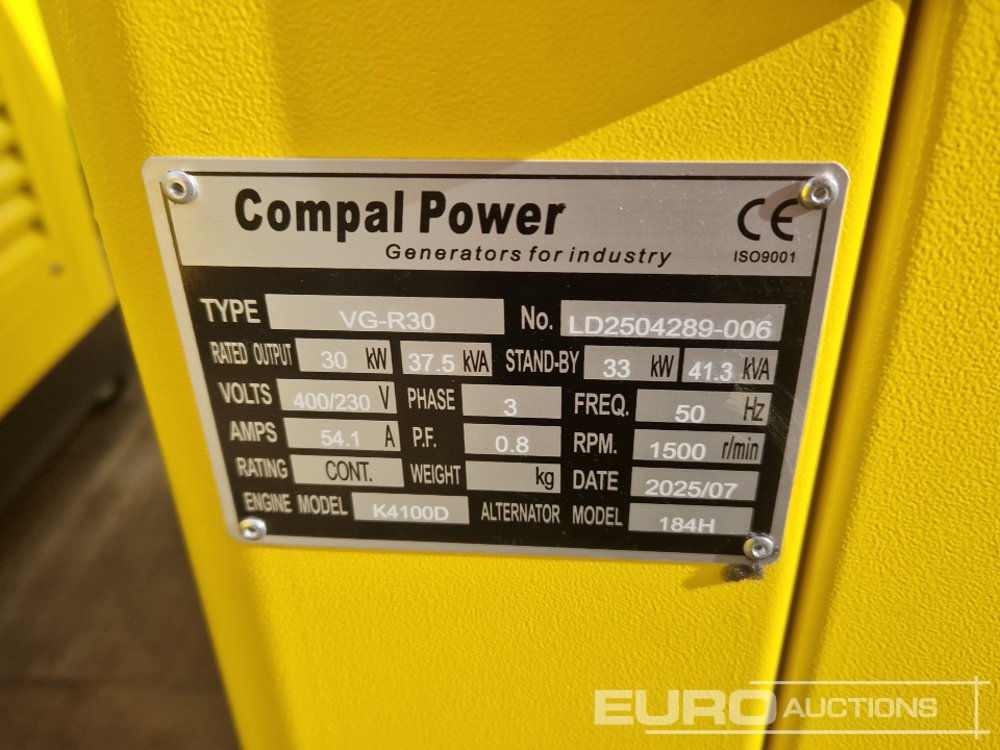 Compal Power
Generators for industry
CE
ISO9001
TYPE VG-R30 No. LD2504289-006
RATED OUTPUT 30 kW 37.5 kVA STAND-BY 33 kW 41.3 kVA
VOLTS 400/230 V PHASE 3 FREQ. 50 Hz
AMPS 54.1 A P.F. 0.8 RPM. 1500 r/min
RATING CONT. WEIGHT kg DATE 2025/07
ENGINE MODEL K4100D ALTERNATOR MODEL 184H
EURO AUCTIONS